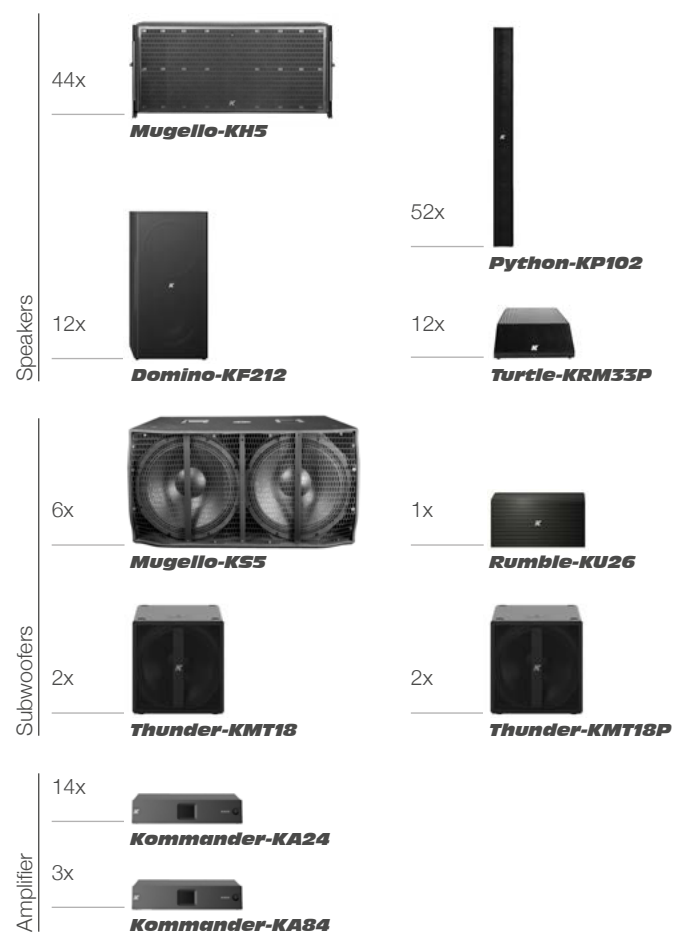 Speakers
44x
Mugello-KH5
52x
Python-KP102
12x
Domino-KF212
12x
Turtle-KRM33P
Subwoofers
6x
Mugello-KS5
1x
Rumble-KU26
2x
Thunder-KMT18
2x
Thunder-KMT18P
Amplifier
14x
Kommander-KA24
3x
Kommander-KA84